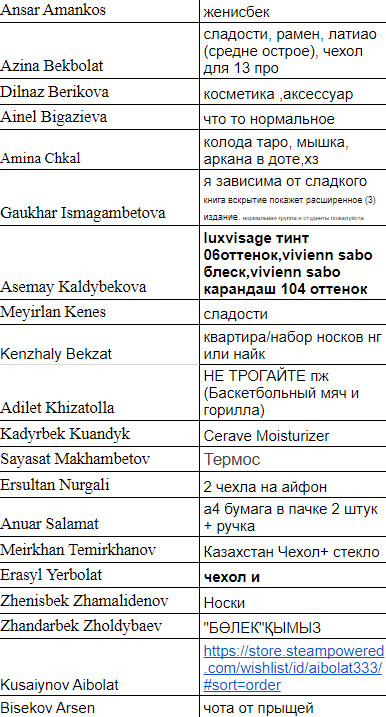 Ansar Amankos женисбек
сладости, рамен, латиао
(средне острое), чехол
Azina Bekbolat для 13 про
Dilnaz Berikova косметика ,аксессуар
Ainel Bigazieva что то нормальное
колода таро, мышка,
Amina Chkal аркана в доте,хз
я зависима от сладкого
книга вскрытие покажет расширенное (3)
Gaukhar Ismagambetova издание. нормальная группа и студенты пожалуйста
luxvisage тинт
06оттенок,vivienn sabo
блеск,vivienn sabo
Asemay Kaldybekova карандаш 104 оттенок
Meyirlan Kenes сладости
квартира/набор носков нг
Kenzhaly Bekzat или найк
НЕ ТРОГАЙТЕ пж
(Баскетбольный мяч и
Adilet Khizatolla горилла)
Kadyrbek Kuandyk Cerave Moisturizer
Sayasat Makhambetov Термос
Ersultan Nurgali 2 чехла на айфон
а4 бумага в пачке 2 штук
Anuar Salamat + ручка
Meirkhan Temirkhanov Казахстан Чехол+ стекло
Erasyl Yerbolat чехол и
Zhenisbek Zhamalidenov Носки
Zhandarbek Zholdybaev "БӨЛЕК"ҚЫМЫЗ
https://store.steampowered
.com/wishlist/id/aibolat333/
Kusaiynov Aibolat #sort=order
Bisekov Arsen чота от прыщей